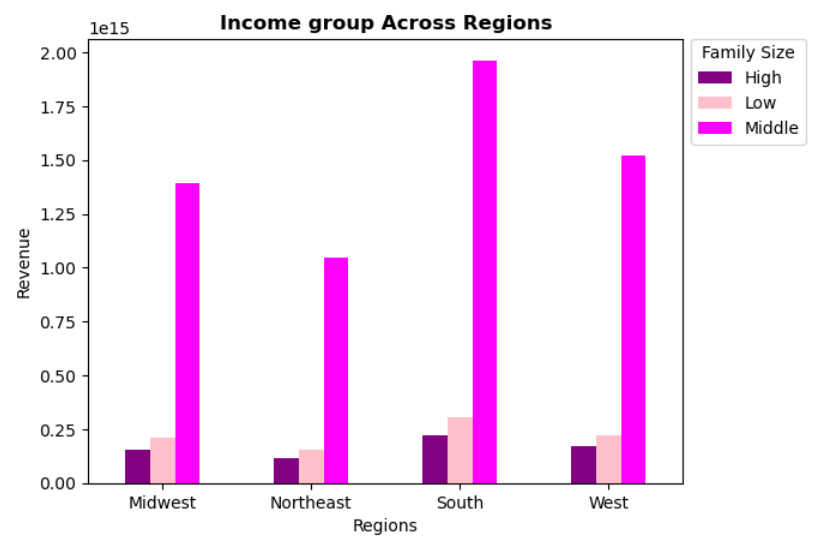 Income group Across Regions
1e15
Family Size
High
Low
Middle
2.00
1.75
1.50
1.25
1.00
0.75
0.50
0.25
0.00
Revenue
Midwest Northeast South West
Regions